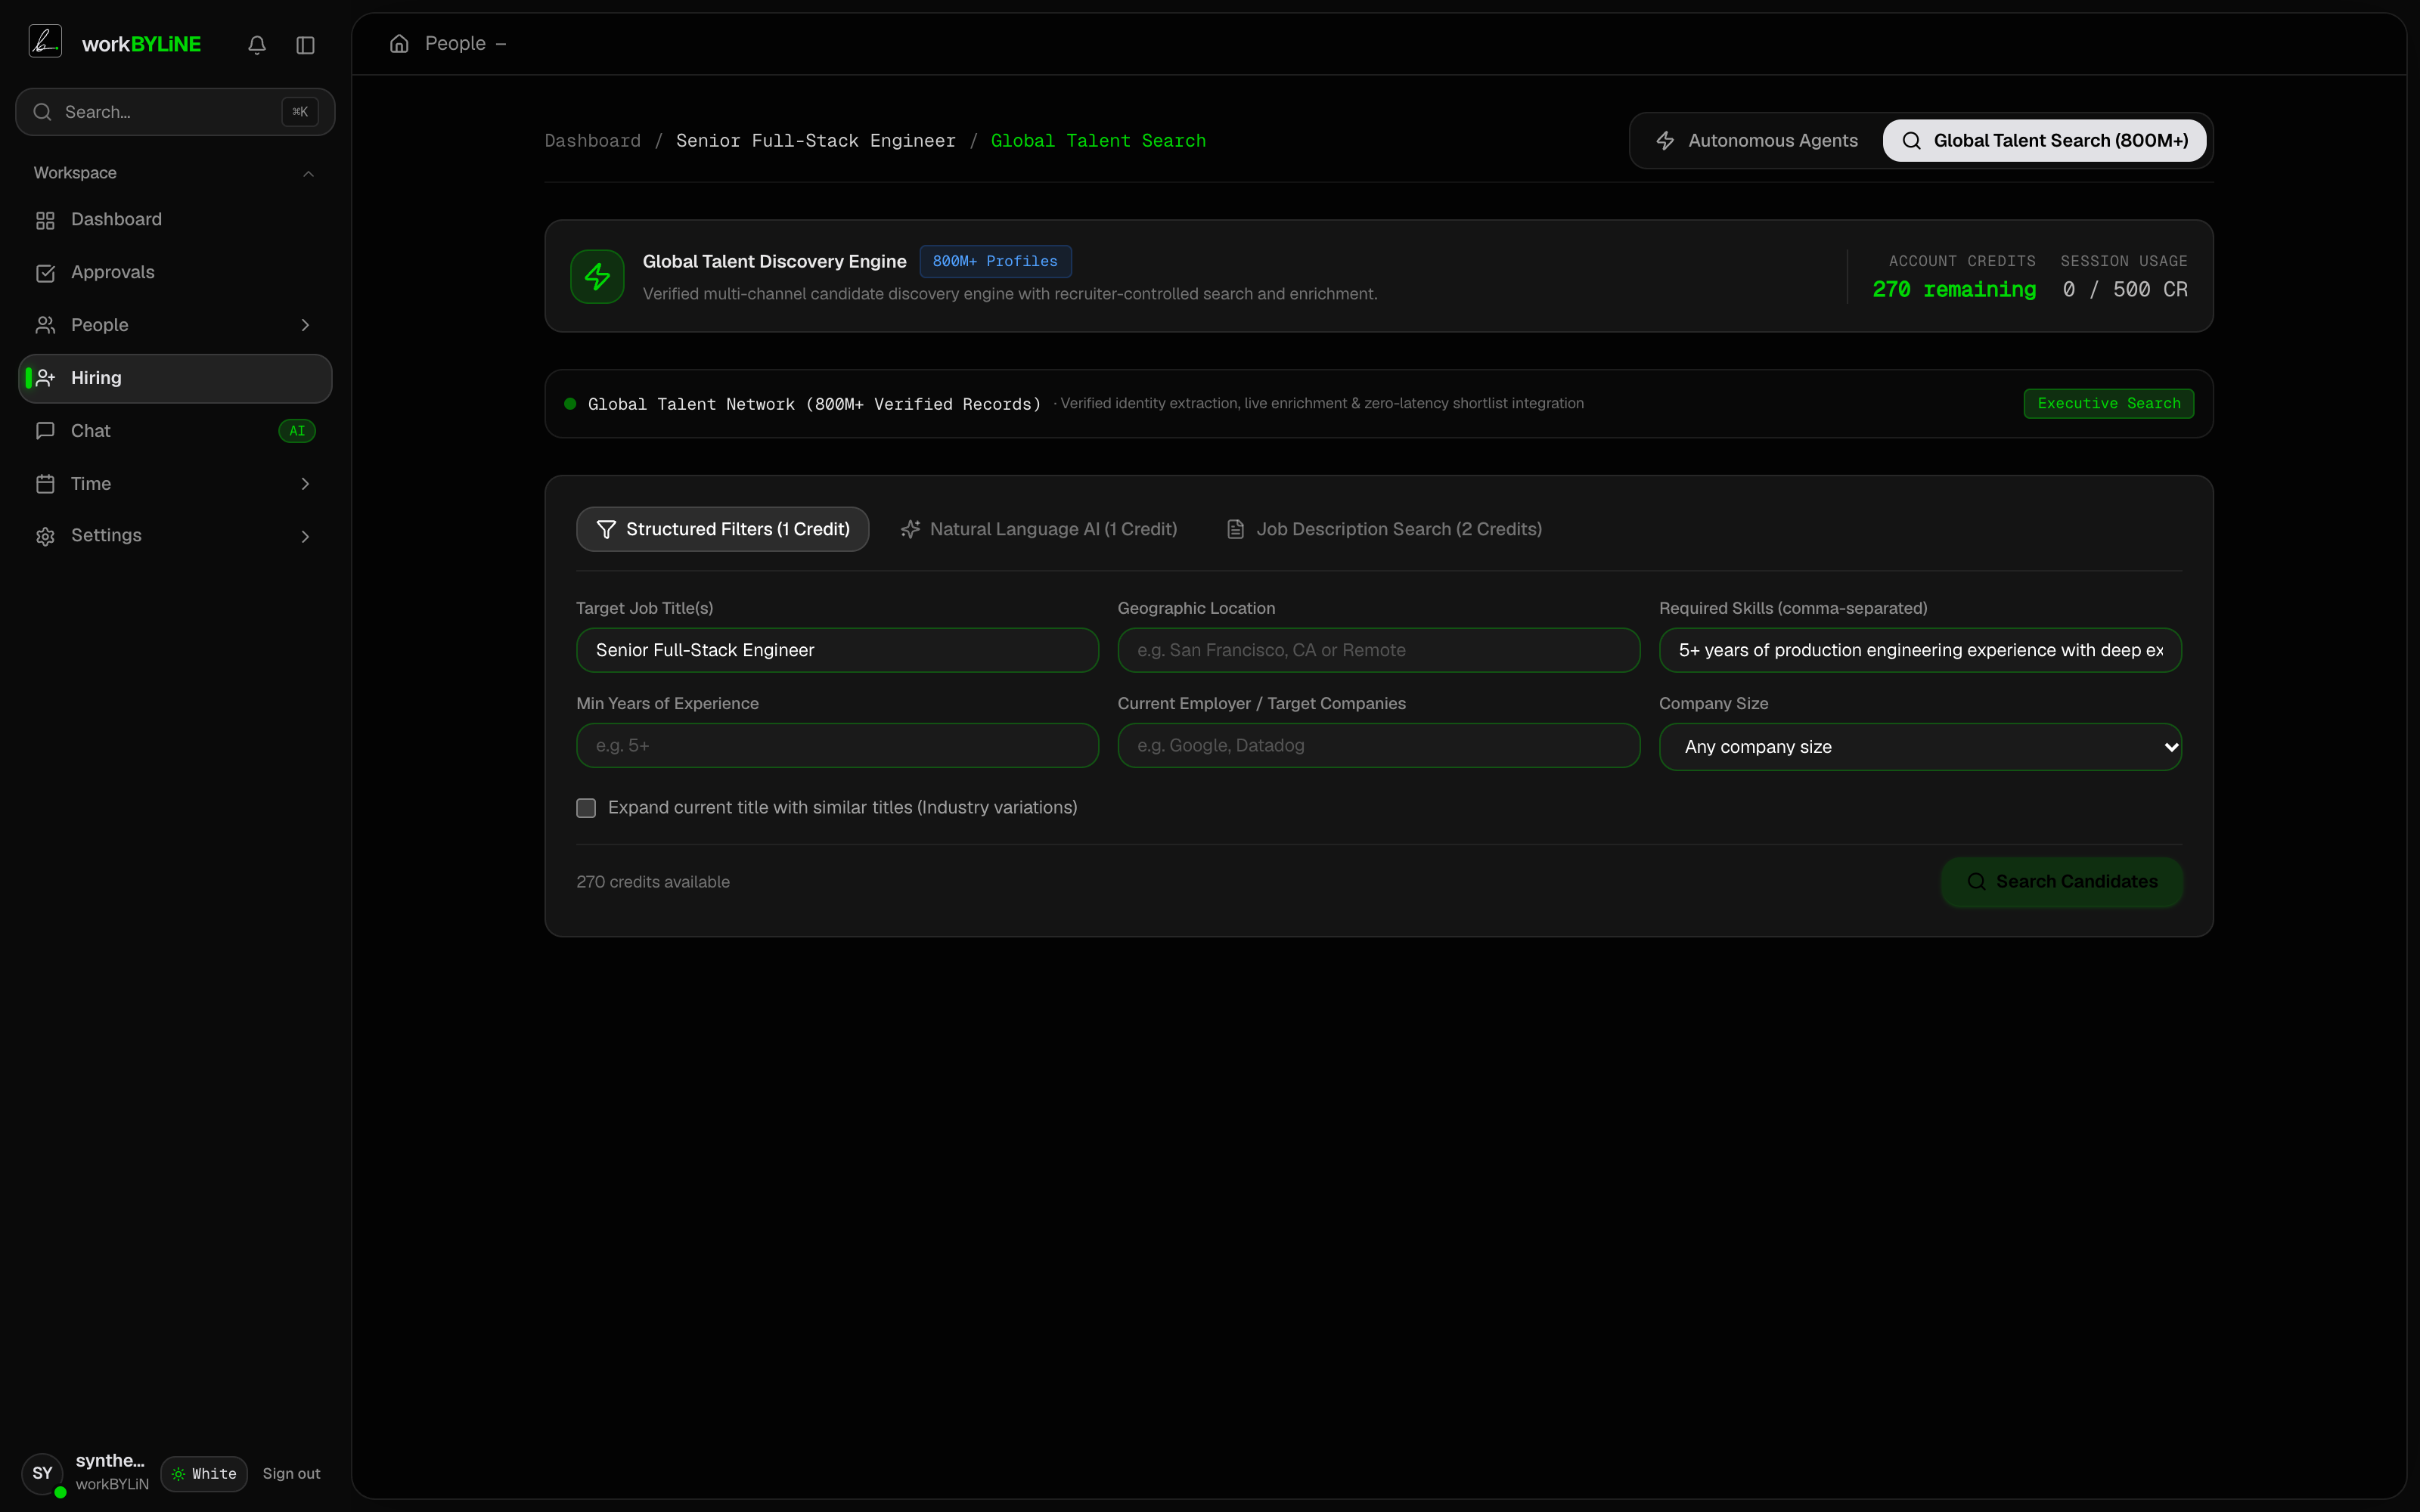 workBYLiNE
Search...
⌘K
Workspace
Dashboard
Approvals
People
Hiring
Chat
AI
Time
Settings
SY
synthe...
workBYLiN
White
Sign out
People –
Dashboard / Senior Full-Stack Engineer / Global Talent Search
Autonomous Agents
Global Talent Search (800M+)
Global Talent Discovery Engine
800M+ Profiles
Verified multi-channel candidate discovery engine with recruiter-controlled search and enrichment.
ACCOUNT CREDITS
270 remaining
SESSION USAGE
0 / 500 CR
Global Talent Network (800M+ Verified Records) · Verified identity extraction, live enrichment & zero-latency shortlist integration
Executive Search
Structured Filters (1 Credit)
Natural Language AI (1 Credit)
Job Description Search (2 Credits)
Target Job Title(s)
Senior Full-Stack Engineer
Geographic Location
e.g. San Francisco, CA or Remote
Required Skills (comma-separated)
5+ years of production engineering experience with deep ex
Min Years of Experience
e.g. 5+
Current Employer / Target Companies
e.g. Google, Datadog
Company Size
Any company size
Expand current title with similar titles (Industry variations)
270 credits available
Search Candidates